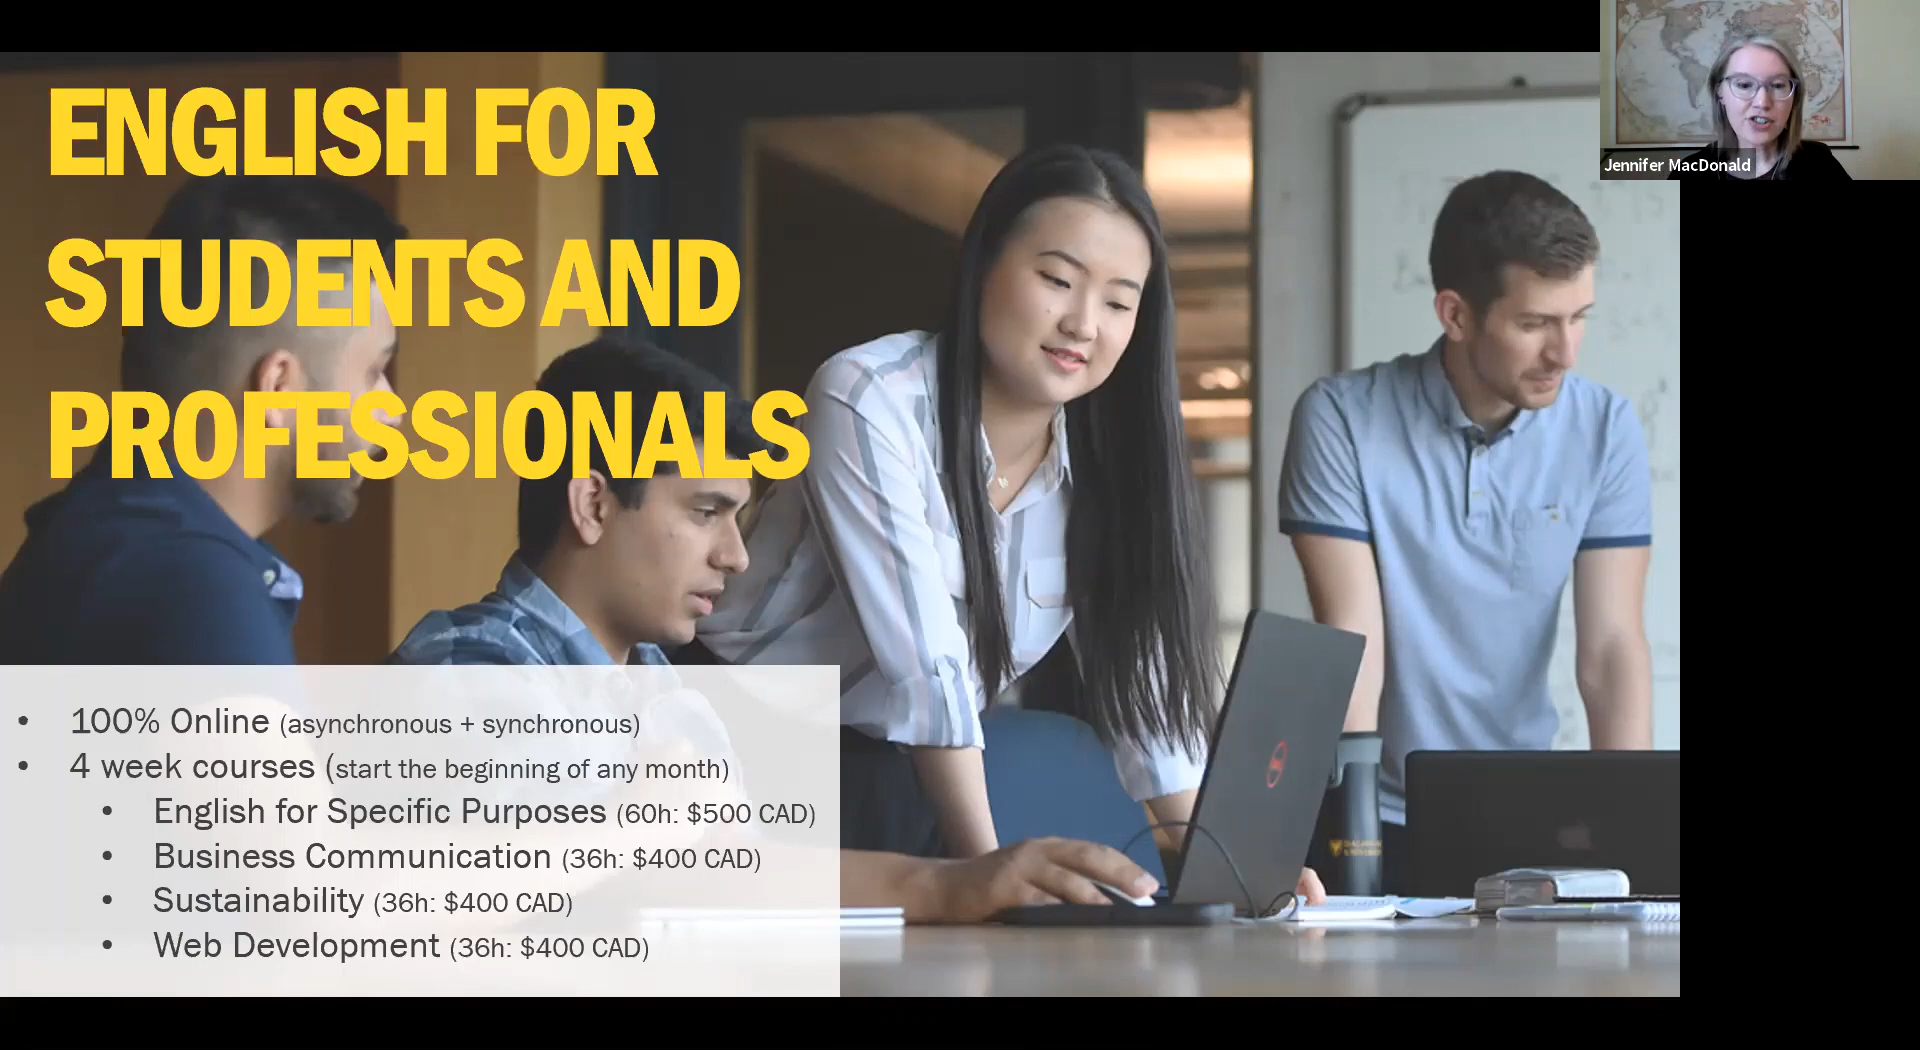 ENGLISH FOR
STUDENTS AND
PROFESSIONALS
Jennifer MacDonald
• 100% Online (asynchronous + synchronous)
• 4 week courses (start the beginning of any month)
• English for Specific Purposes (60h: $500 CAD)
• Business Communication (36h: $400 CAD)
• Sustainability (36h: $400 CAD)
• Web Development (36h: $400 CAD)